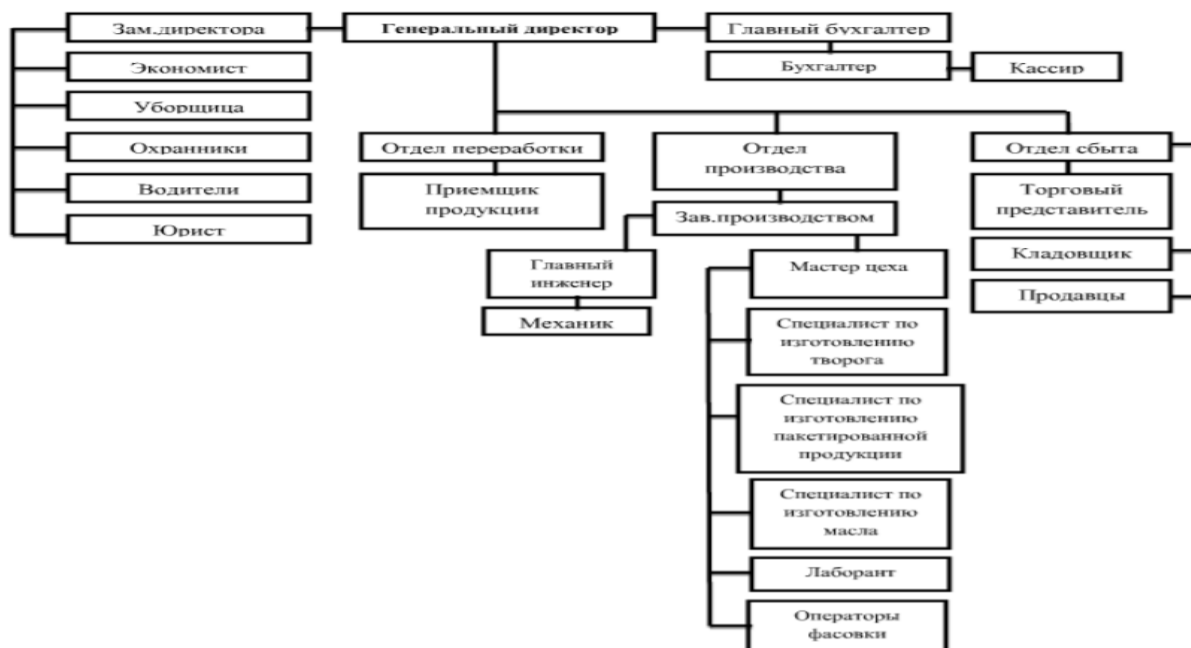 Зам.директора
Генеральный директор
Главный бухгалтер
Экономист
Бухгалтер
Кассир
Уборщица
Охранники
Водители
Юрист
Отдел переработки
Приемщик
продукции
Отдел
производства
Зав.производством
Главный
инженер
Механик
Мастер цеха
Специалист по
изготовлению
творога
Специалист по
изготовлению
пакетированной
продукции
Специалист по
изготовлению
масла
Лаборант
Операторы
фасовки
Отдел сбыта
Торговый
представитель
Кладовщик
Продавцы